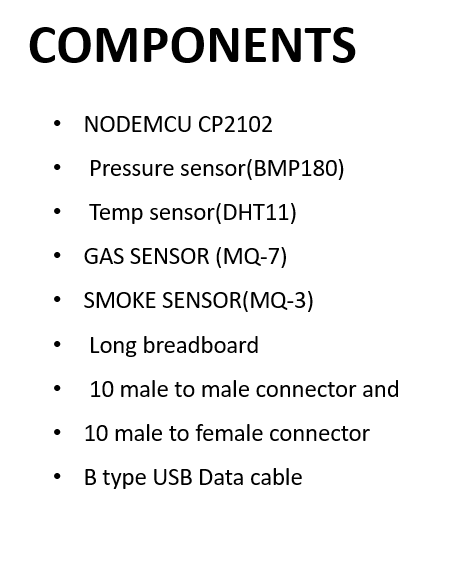 COMPONENTS
• NODEMCU CP2102
• Pressure sensor(BMP180)
• Temp sensor(DHT11)
• GAS SENSOR (MQ-7)
• SMOKE SENSOR(MQ-3)
• Long breadboard
• 10 male to male connector and
• 10 male to female connector
• B type USB Data cable